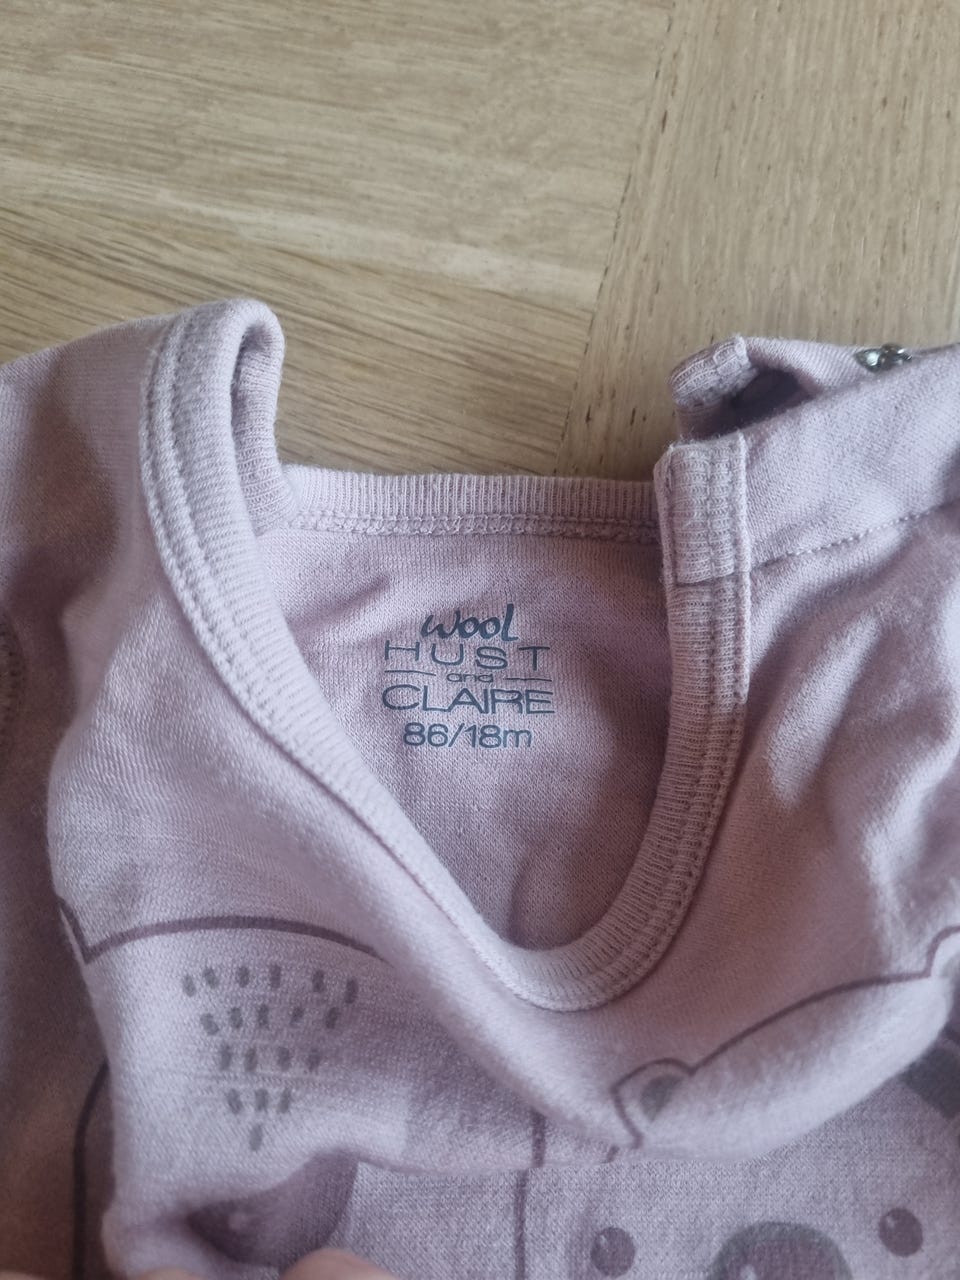 wool
HUST
and
CLAIRE
86/18m